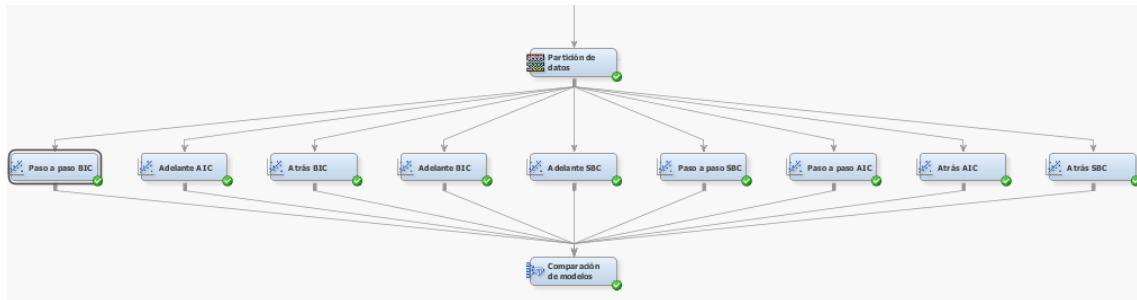 Partición de
datos
Paso a paso BIC
Adelante AIC
Atrás BIC
Adelante BIC
Adelante SBC
Paso a paso SBC
Paso a paso AIC
Atrás AIC
Atrás SBC
Comparación
de modelos